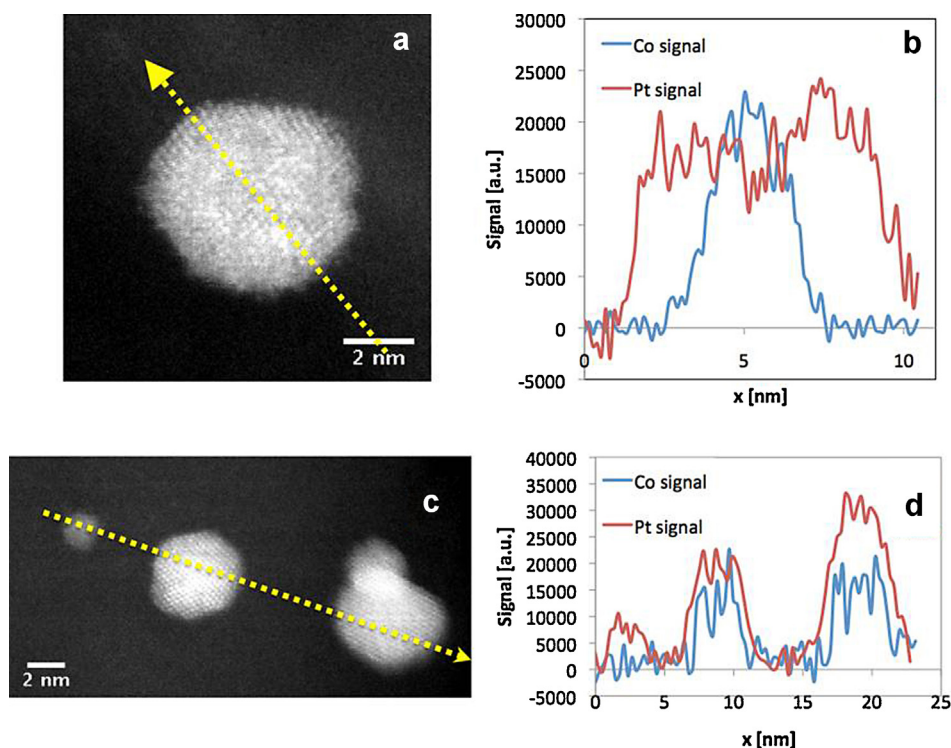 a
2 nm
b
Co signal
Pt signal
30000
25000
20000
15000
10000
5000
0
-5000
Signal [a.u.]
0
5
10
x [nm]
c
2 nm
d
Co signal
Pt signal
40000
35000
30000
25000
20000
15000
10000
5000
0
-5000
Signal [a.u.]
0
5
10
15
20
25
x [nm]